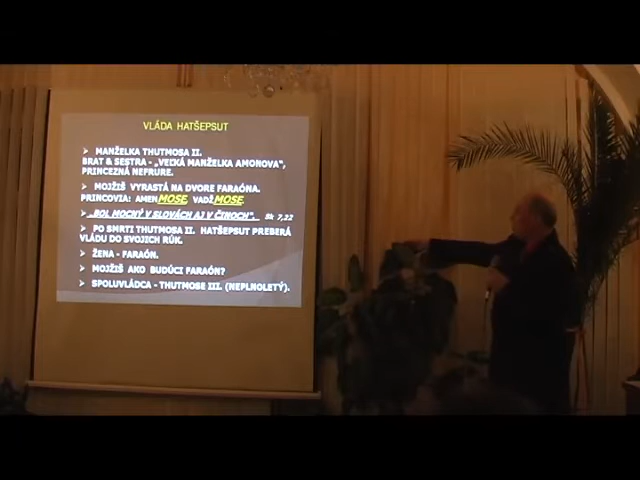 VLÁDA HATŠEPSUT
➢ MANŽELKA THUTMOSA II.
BRAT & SESTRA - „VEĽKÁ MANŽELKA AMONOVA“,
PRINCEZNÁ NEFRURE.
➢ MOJŽIŠ VYRASTÁ NA DVORE FARAÓNA.
PRINCOVIA: AMENMOSE, VADŽMOSE.
➢ „BOL MOCNÝ V SLOVÁCH AJ V ČINOCH“. Sk 7,22
➢ PO SMRTI THUTMOSA II. HATŠEPSUT PREBERÁ
VLÁDU DO SVOJICH RÚK.
➢ ŽENA - FARAÓN.
➢ MOJŽIŠ AKO BUDÚCI FARAÓN?
➢ SPOLUVLÁDCA - THUTMOSE III. (NEPLNOLETÝ).